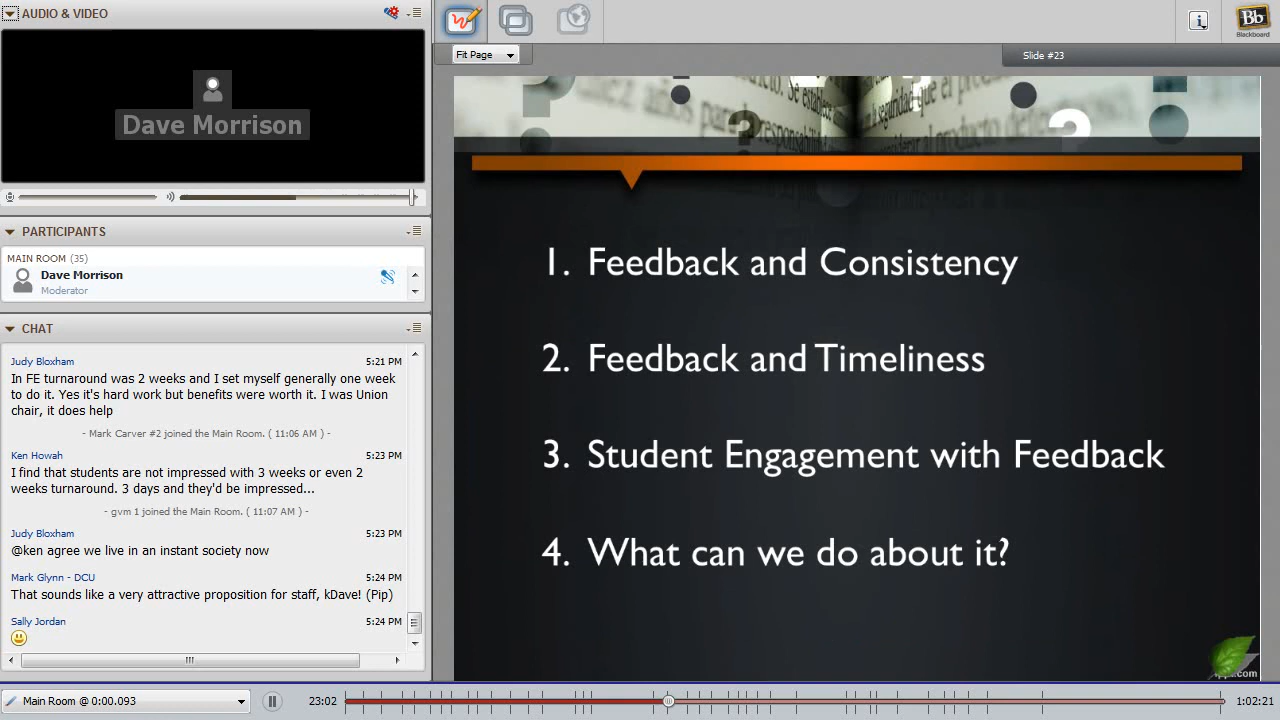 AUDIO & VIDEO
Dave Morrison
PARTICIPANTS
MAIN ROOM (35)
Dave Morrison
Moderator
CHAT
Judy Bloxham 5:21 PM
In FE turnaround was 2 weeks and I set myself generally one week
to do it. Yes it's hard work but benefits were worth it. I was Union
chair, it does help
- Mark Carver #2 joined the Main Room. ( 11:06 AM ) -
Ken Howah 5:23 PM
I find that students are not impressed with 3 weeks or even 2
weeks turnaround. 3 days and they'd be impressed...
- gvm 1 joined the Main Room. ( 11:07 AM ) -
Judy Bloxham 5:23 PM
@ken agree we live in an instant society now
Mark Glynn - DCU 5:24 PM
That sounds like a very attractive proposition for staff, kDave! (Pip)
Sally Jordan 5:24 PM
Main Room @ 0:00.093
23:02
1:02:21
Bb
Blackboard
Fit Page
Slide #23
1. Feedback and Consistency
2. Feedback and Timeliness
3. Student Engagement with Feedback
4. What can we do about it?